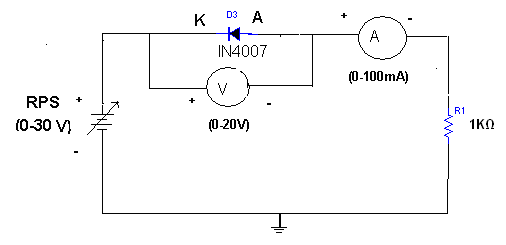 K D3 A
IN4007
+ V -
(0-20V)
+ A -
(0-100mA)
RPS
(0-30 V)
+
-
R1
1KΩ